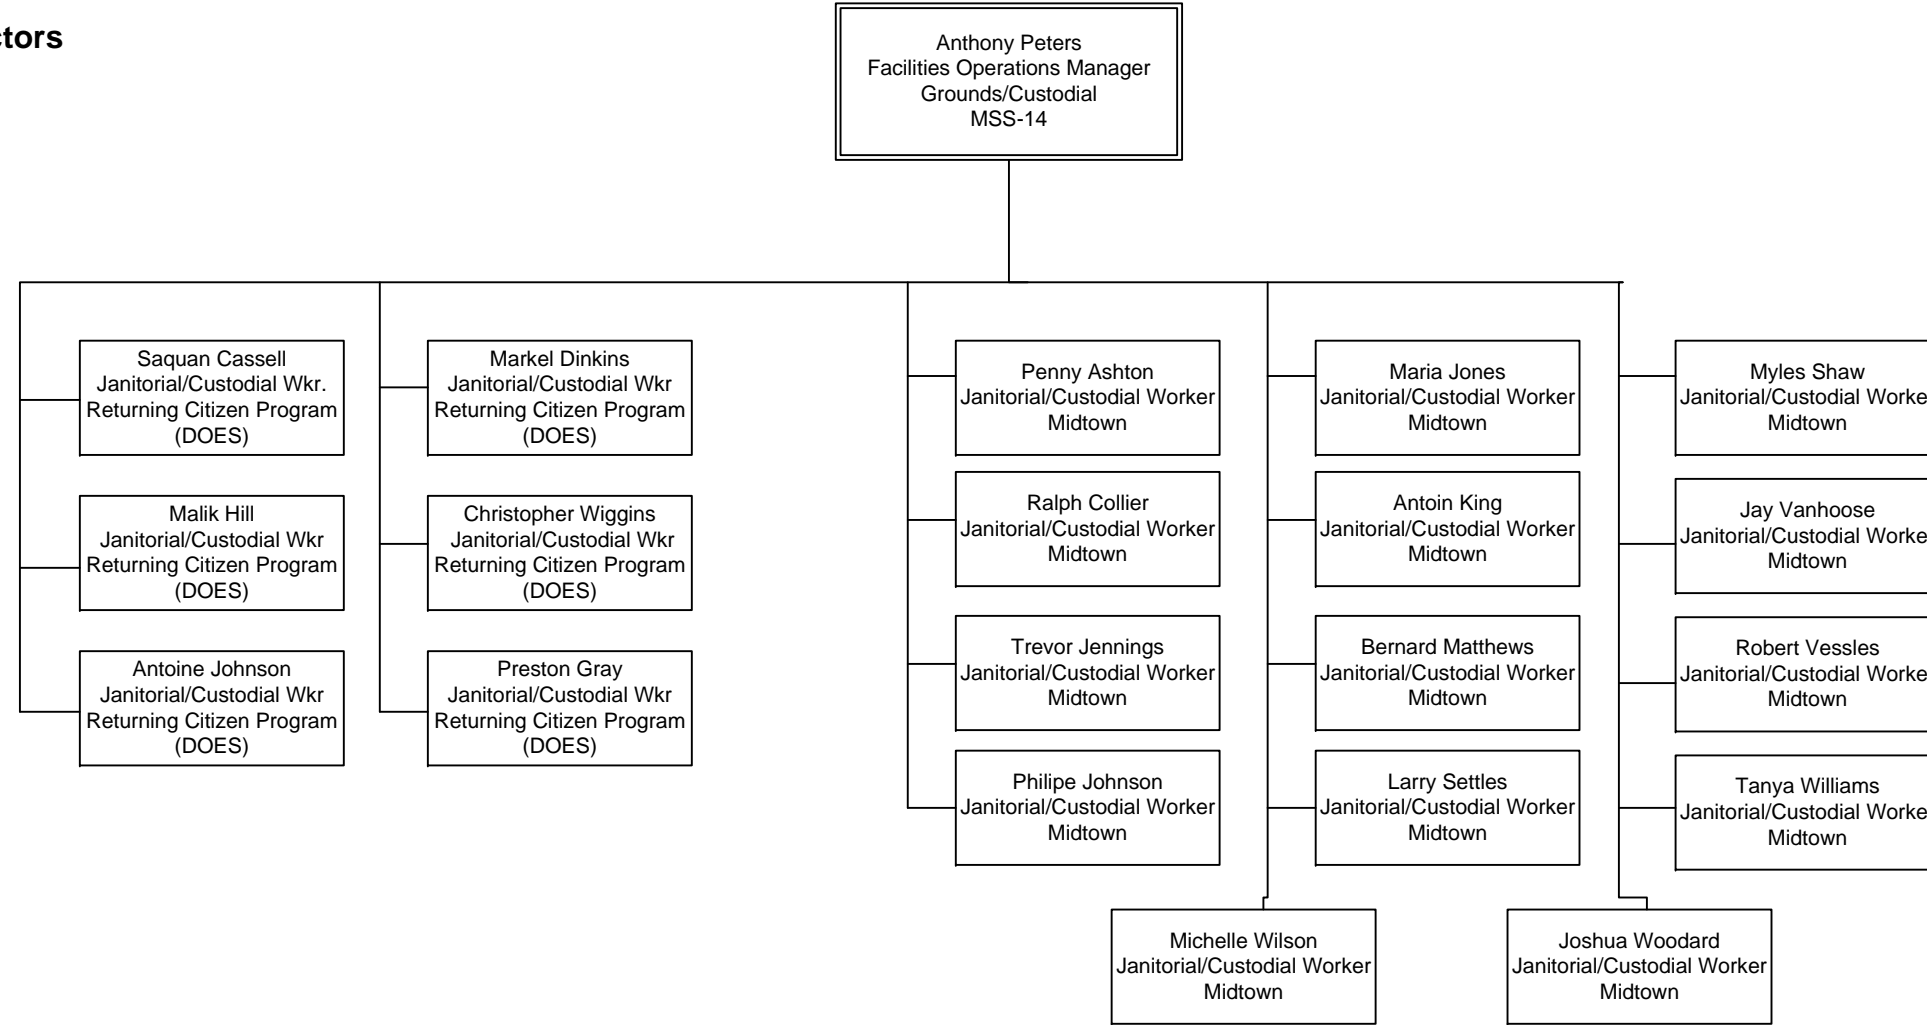 ctors
Anthony Peters
Facilities Operations Manager
Grounds/Custodial
MSS-14
Saquan Cassell
Janitorial/Custodial Wkr.
Returning Citizen Program
(DOES)
Malik Hill
Janitorial/Custodial Wkr
Returning Citizen Program
(DOES)
Antoine Johnson
Janitorial/Custodial Wkr
Returning Citizen Program
(DOES)
Markel Dinkins
Janitorial/Custodial Wkr
Returning Citizen Program
(DOES)
Christopher Wiggins
Janitorial/Custodial Wkr
Returning Citizen Program
(DOES)
Preston Gray
Janitorial/Custodial Wkr
Returning Citizen Program
(DOES)
Penny Ashton
Janitorial/Custodial Worker
Midtown
Ralph Collier
Janitorial/Custodial Worker
Midtown
Trevor Jennings
Janitorial/Custodial Worker
Midtown
Philipe Johnson
Janitorial/Custodial Worker
Midtown
Maria Jones
Janitorial/Custodial Worker
Midtown
Antoin King
Janitorial/Custodial Worker
Midtown
Bernard Matthews
Janitorial/Custodial Worker
Midtown
Larry Settles
Janitorial/Custodial Worker
Midtown
Michelle Wilson
Janitorial/Custodial Worker
Midtown
Myles Shaw
Janitorial/Custodial Worke
Midtown
Jay Vanhoose
Janitorial/Custodial Worke
Midtown
Robert Vessles
Janitorial/Custodial Worke
Midtown
Tanya Williams
Janitorial/Custodial Worke
Midtown
Joshua Woodard
Janitorial/Custodial Worker
Midtown